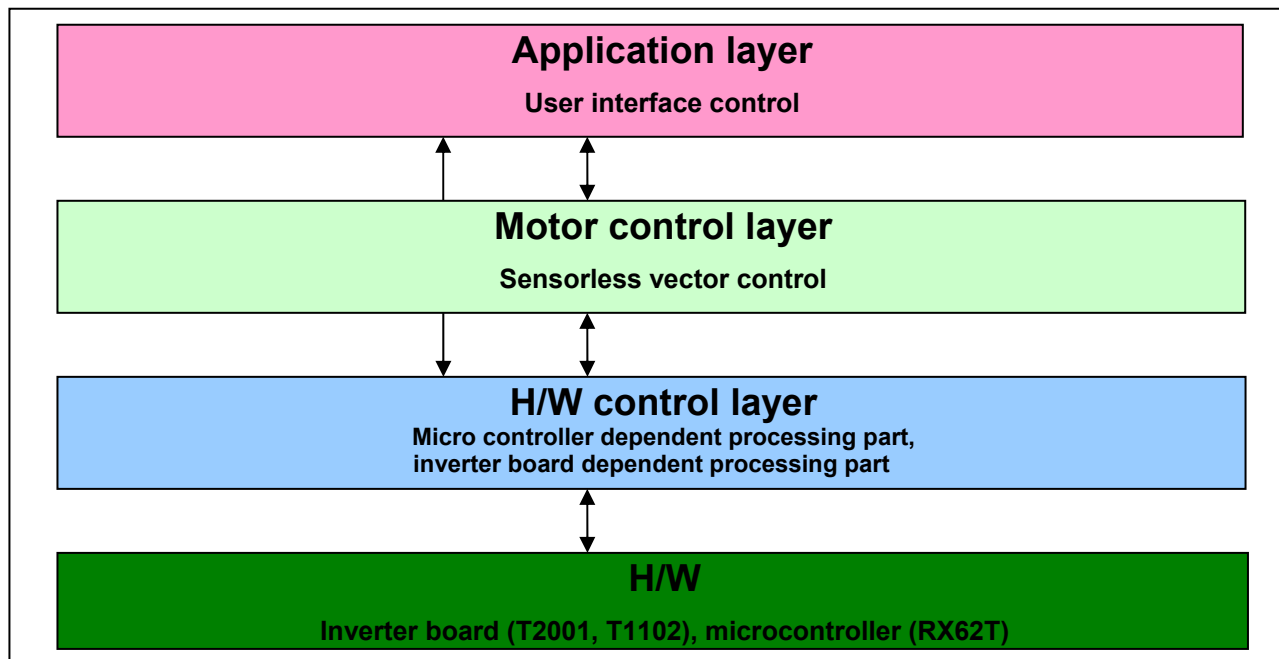 Application layer
User interface control
Motor control layer
Sensorless vector control
H/W control layer
Micro controller dependent processing part,
inverter board dependent processing part
H/W
Inverter board (T2001, T1102), microcontroller (RX62T)